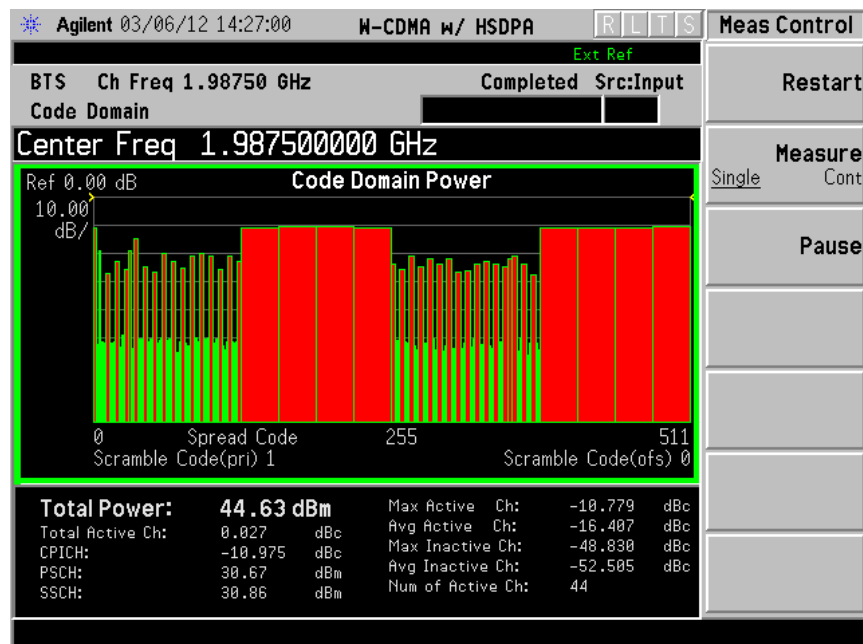 Agilent 03/06/12 14:27:00 W-CDMA w/ HSDPA R L T S Meas Control
Ext Ref
BTS Ch Freq 1.98750 GHz Completed Src:Input
Code Domain
Restart
Center Freq 1.987500000 GHz
Measure
Single Cont
Ref 0.00 dB Code Domain Power
10.00
dB/
Pause
0 Spread Code 255 511
Scramble Code(pri) 1 Scramble Code(ofs) 0
Total Power: 44.63 dBm
Total Active Ch: 0.027 dBc
CPICH: -10.975 dBc
PSCH: 30.67 dBm
SSCH: 30.86 dBm
Max Active Ch: -10.779 dBc
Avg Active Ch: -16.407 dBc
Max Inactive Ch: -48.830 dBc
Avg Inactive Ch: -52.505 dBc
Num of Active Ch: 44